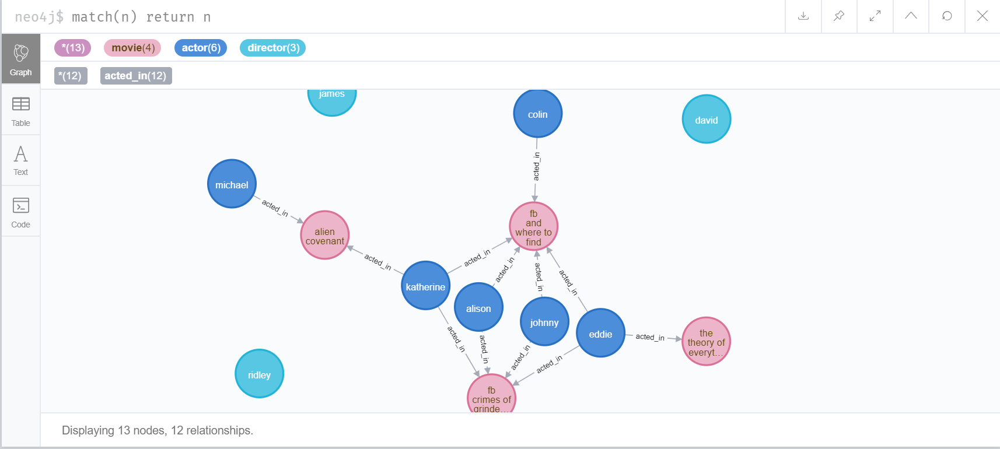 neo4j$ match(n) return n
*(13) movie(4) actor(6) director(3)
Graph
*(12) acted_in(12)
james
colin
david
Table
acted_in
Text
michael
acted_in
alien
covenant
fb
and
where to
find
Code
acted_in
acted_in
acted_in
acted_in
acted_in
katherine
alison
johnny
eddie
acted_in
the
theory of
everyt...
acted_in
acted_in
acted_in
acted_in
ridley
fb
crimes of
grinde...
Displaying 13 nodes, 12 relationships.